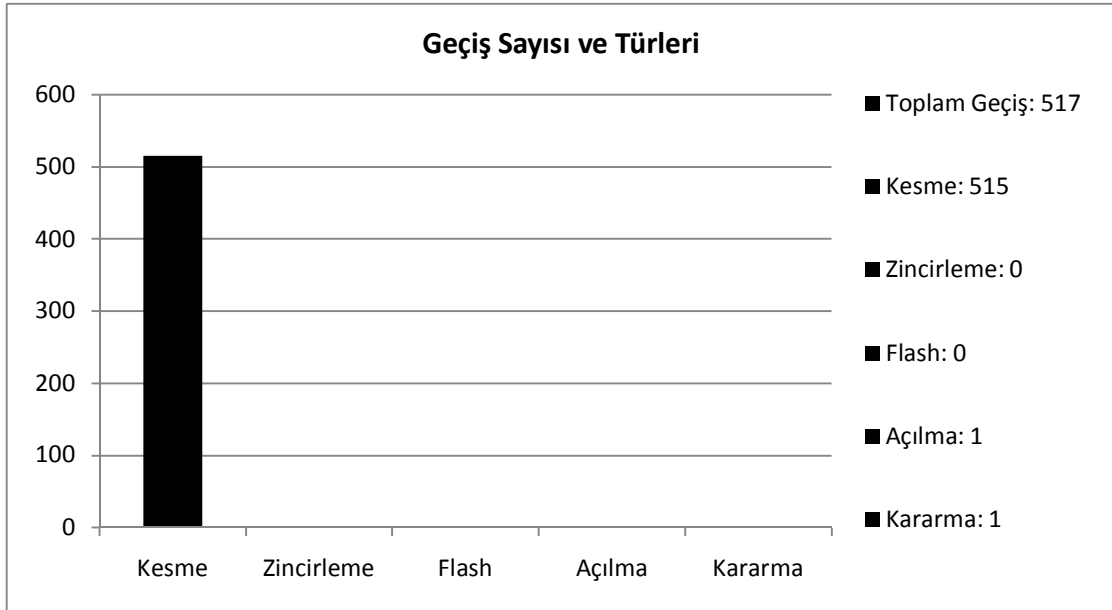 Geçiş Sayısı ve Türleri
600
500
400
300
200
100
0
Kesme Zincirleme Flash Açılma Kararma
Toplam Geçiş: 517
Kesme: 515
Zincirleme: 0
Flash: 0
Açılma: 1
Kararma: 1